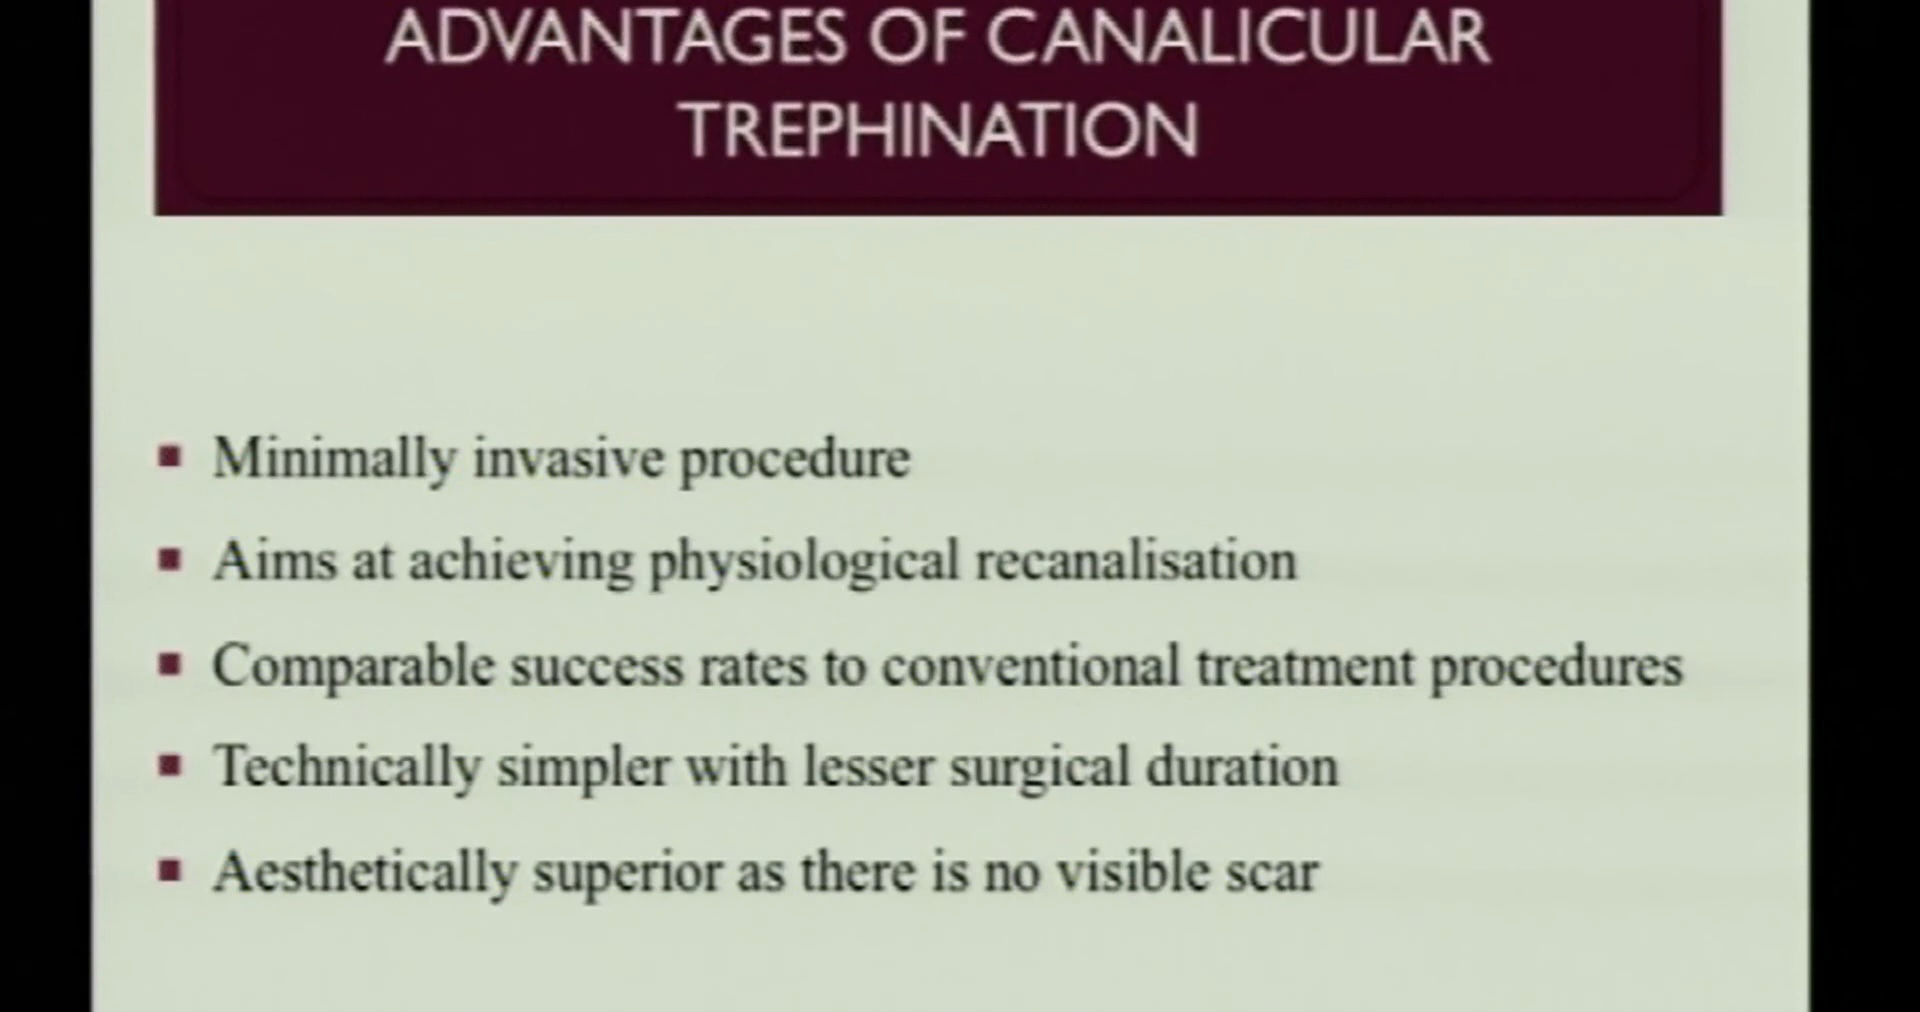 ADVANTAGES OF CANALICULAR
TREPHINATION
Minimally invasive procedure
Aims at achieving physiological recanalisation
Comparable success rates to conventional treatment procedures
Technically simpler with lesser surgical duration
Aesthetically superior as there is no visible scar